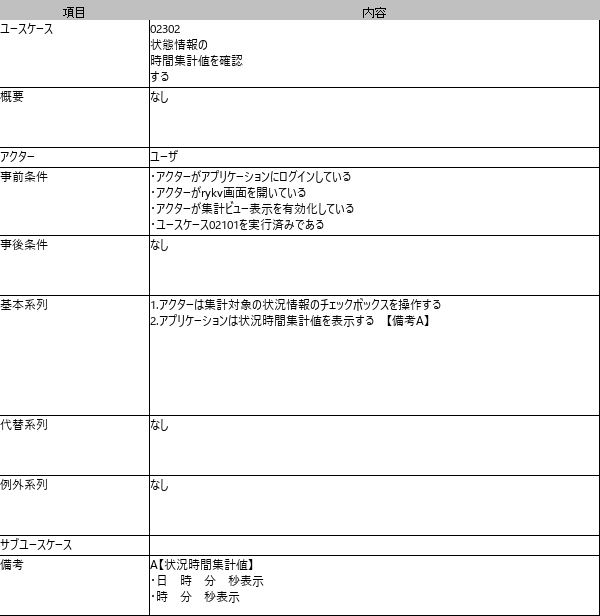 項目 内容
ユースケース 02302
状態情報の
時間集計値を確認
する
概要 なし
アクター ユーザ
事前条件 ・アクターがアプリケーションにログインしている
・アクターがrykv画面を開いている
・アクターが集計ビュー表示を有効化している
・ユースケース02101を実行済みである
事後条件 なし
基本系列 1.アクターは集計対象の状況情報のチェックボックスを操作する
2.アプリケーションは状況時間集計値を表示する 【備考A】
代替系列 なし
例外系列 なし
サブユースケース
備考 A【状況時間集計値】
・日 時 分 秒表示
・時 分 秒表示